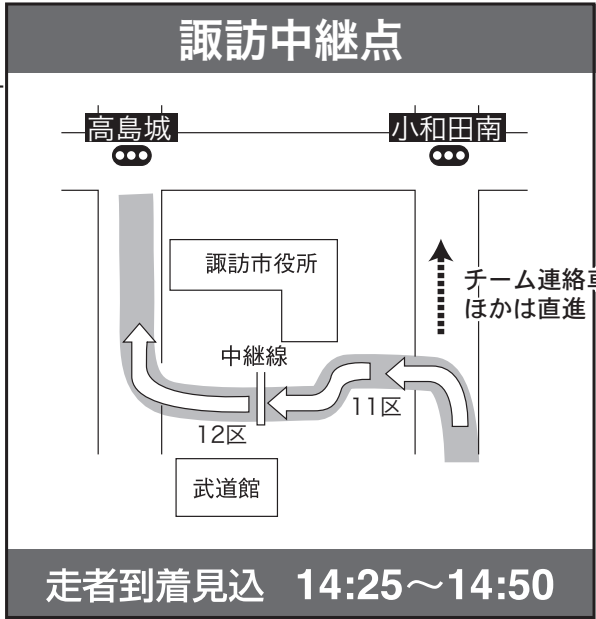 諏訪中継点
高島城
小和田南
諏訪市役所
チーム連絡車
ほかは直進
中継線
11区
12区
武道館
走者到着見込 14:25～14:50